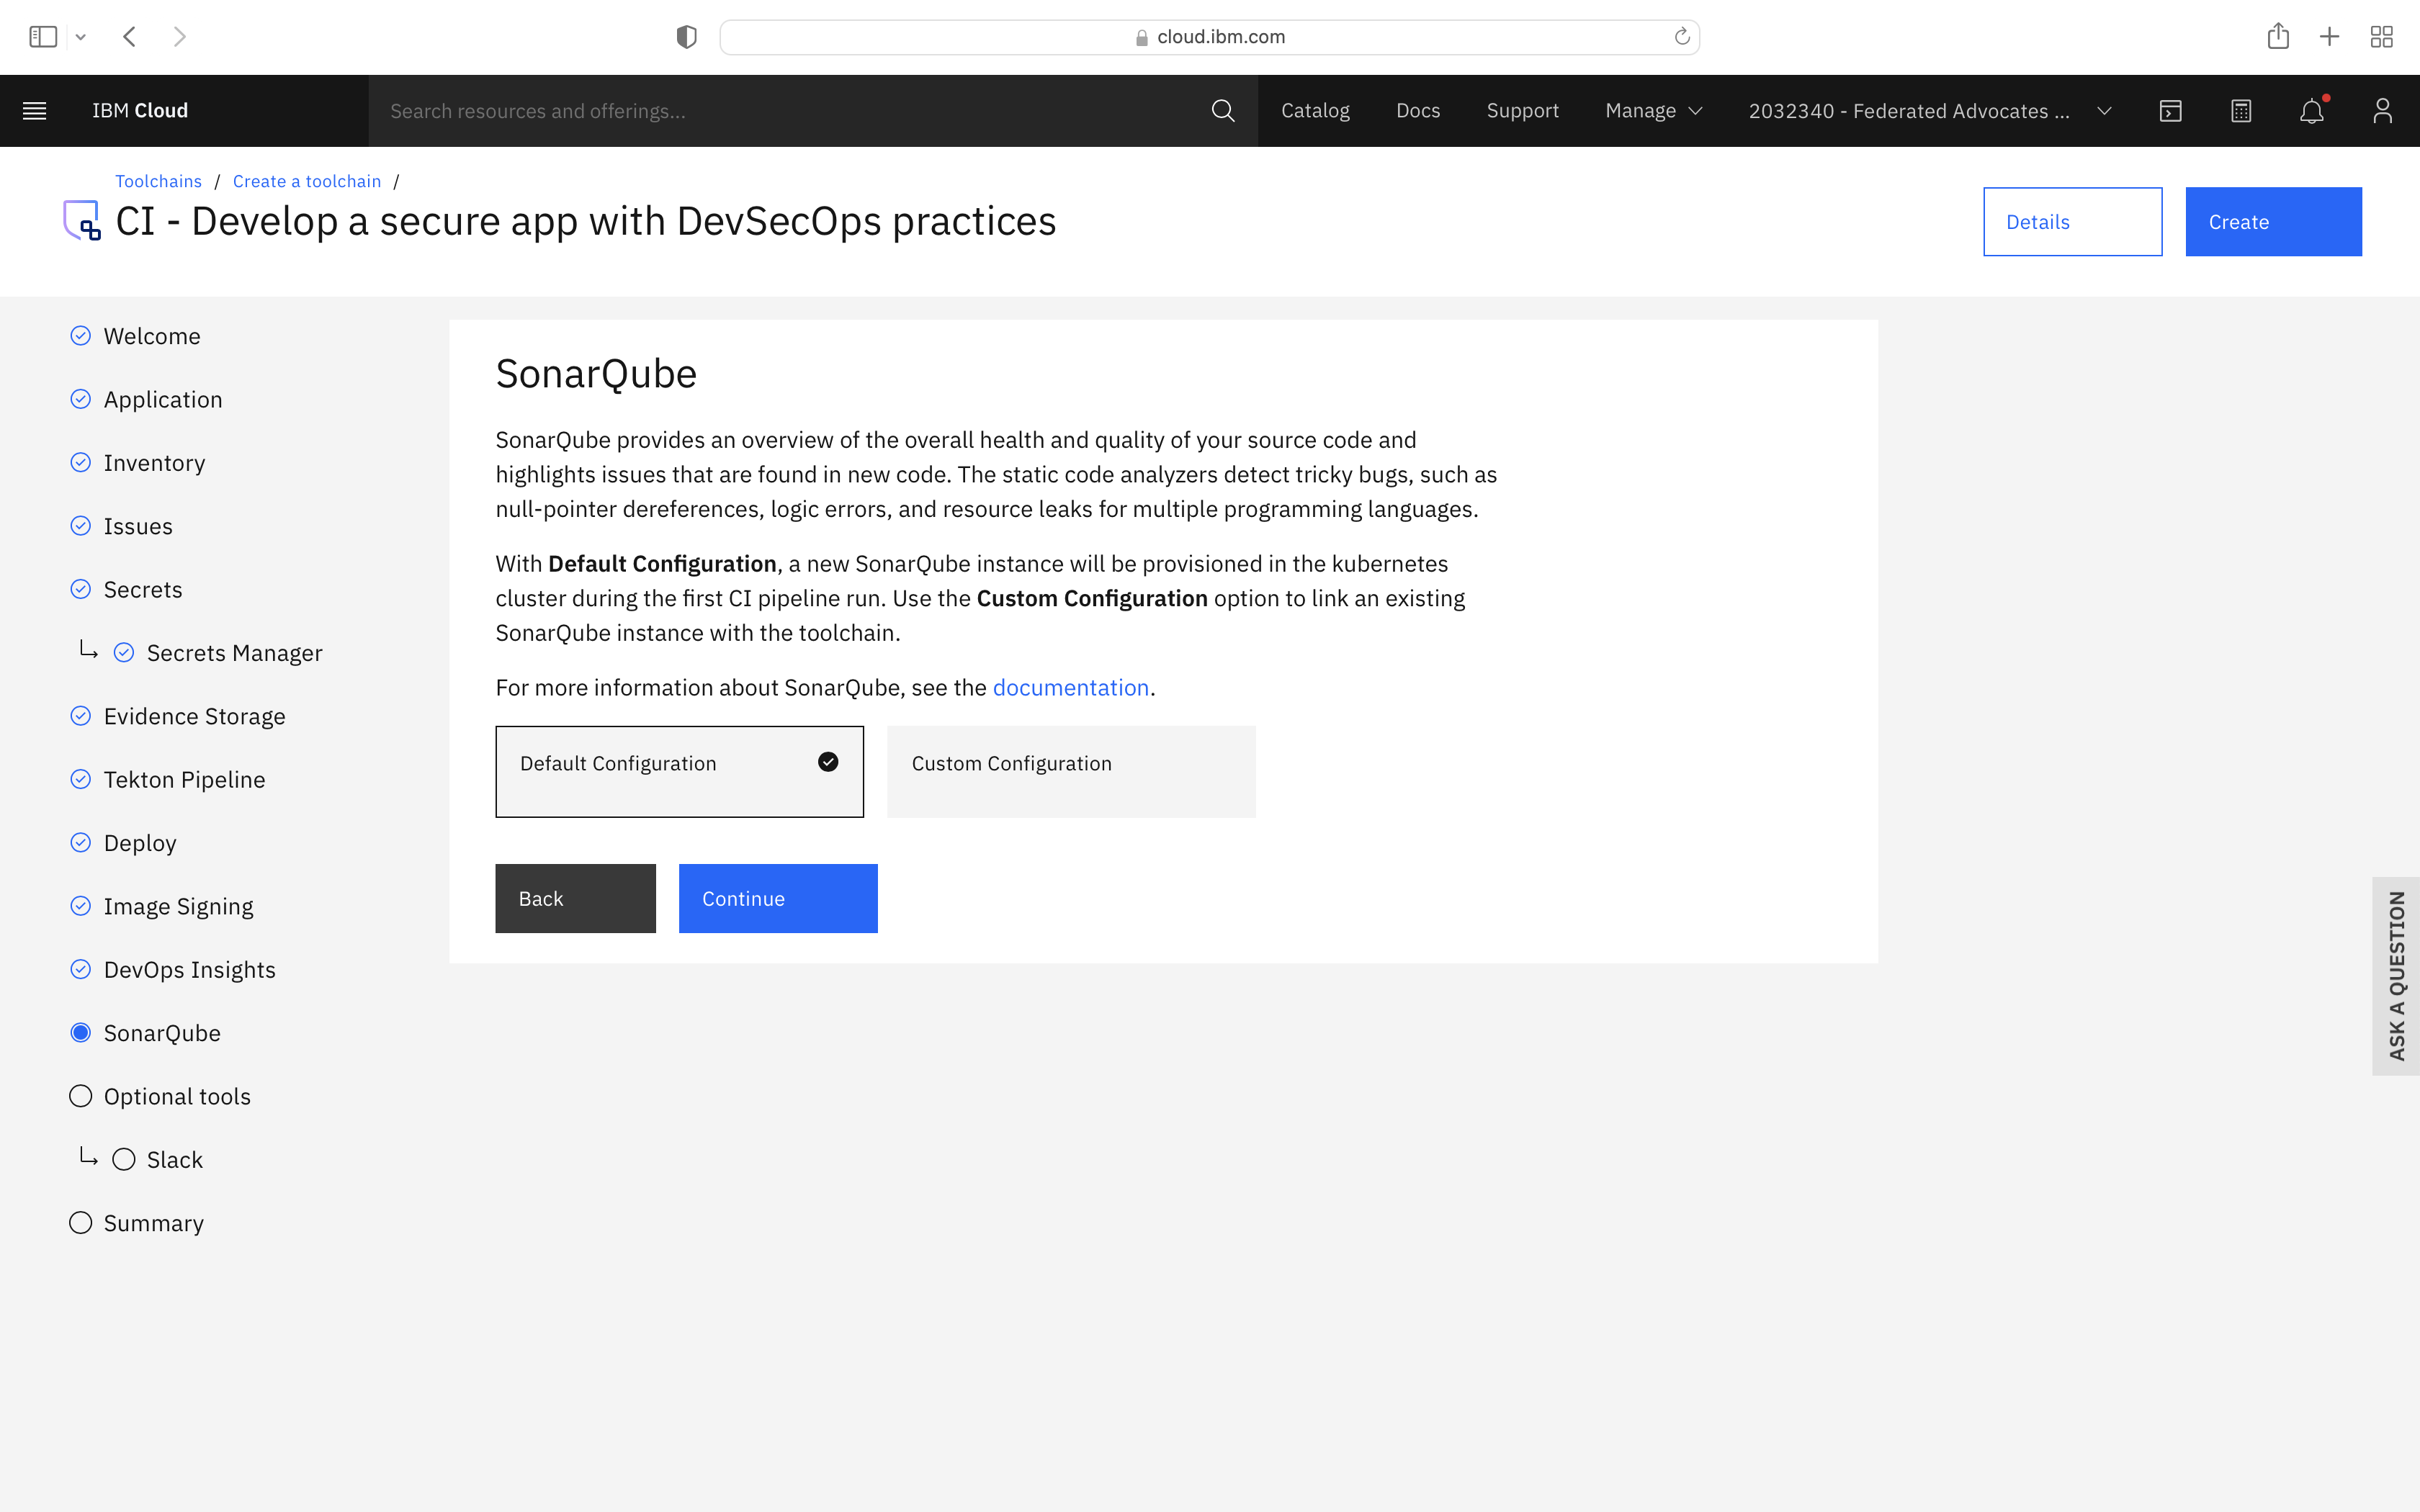 cloud.ibm.com
IBM Cloud
Search resources and offerings...
Catalog
Docs
Support
Manage
2032340 - Federated Advocates ...
Toolchains / Create a toolchain /
CI - Develop a secure app with DevSecOps practices
Details
Create
Welcome
Application
Inventory
Issues
Secrets
Secrets Manager
Evidence Storage
Tekton Pipeline
Deploy
Image Signing
DevOps Insights
SonarQube
Optional tools
Slack
Summary
SonarQube
SonarQube provides an overview of the overall health and quality of your source code and
highlights issues that are found in new code. The static code analyzers detect tricky bugs, such as
null-pointer dereferences, logic errors, and resource leaks for multiple programming languages.
With Default Configuration, a new SonarQube instance will be provisioned in the kubernetes
cluster during the first CI pipeline run. Use the Custom Configuration option to link an existing
SonarQube instance with the toolchain.
For more information about SonarQube, see the documentation.
Default Configuration
Custom Configuration
Back
Continue
ASK A QUESTION